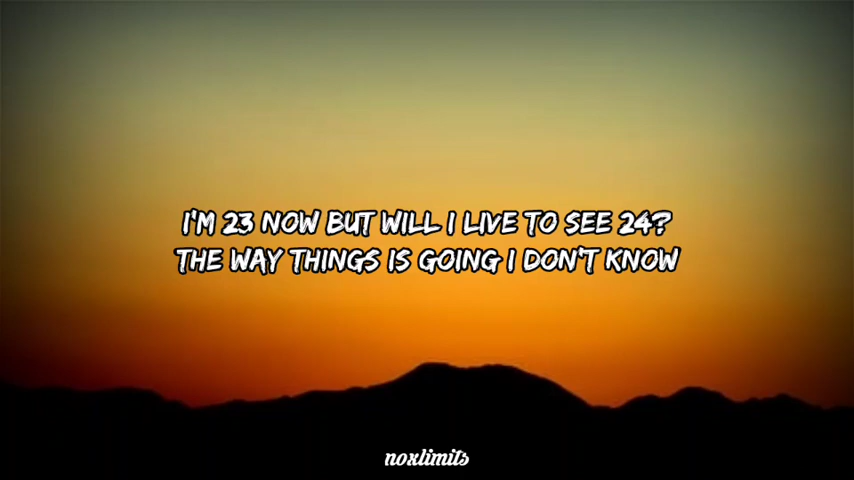 I'M 23 NOW BUT WILL I LIVE TO SEE 24?
THE WAY THINGS IS GOING I DON'T KNOW
noxlimits